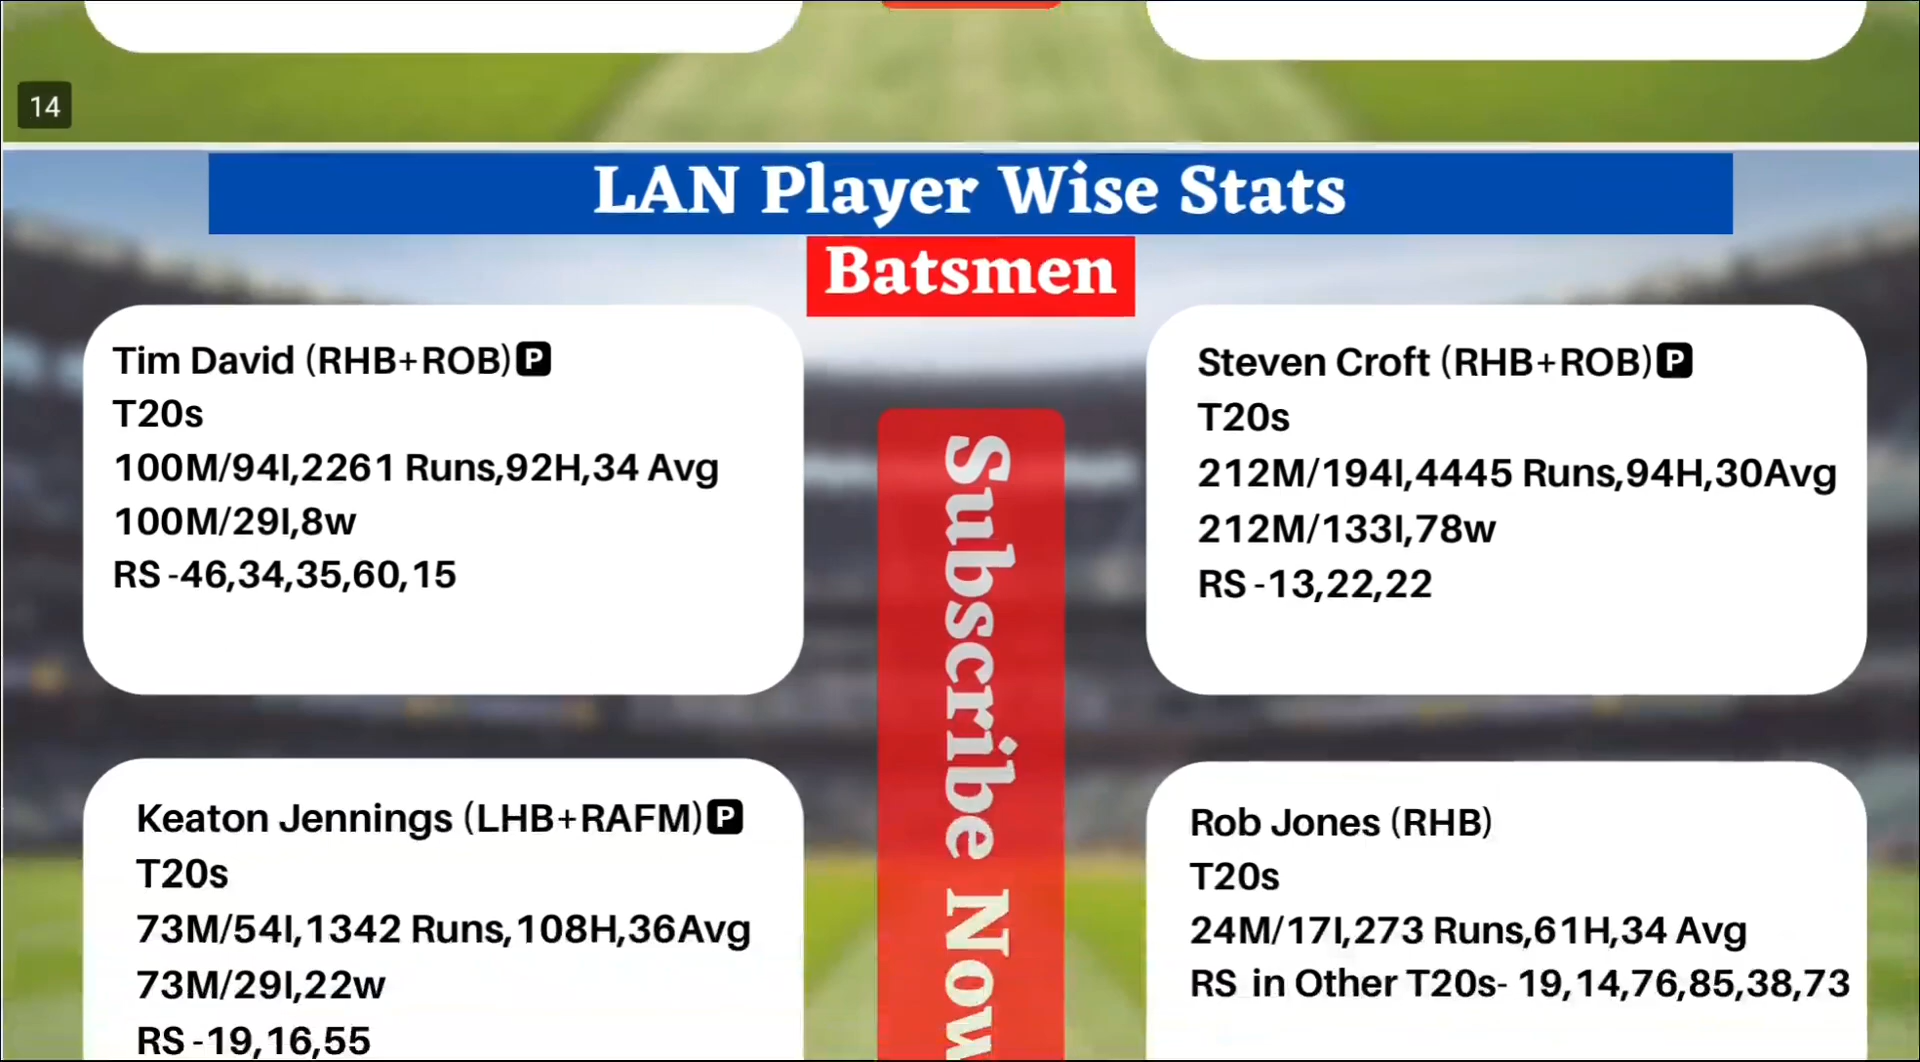 14
LAN Player Wise Stats
Batsmen
Tim David (RHB+ROB)🅿
T20s
100M/94I,2261 Runs,92H,34 Avg
100M/29I,8w
RS -46,34,35,60,15
Steven Croft (RHB+ROB)🅿
T20s
212M/194I,4445 Runs,94H,30Avg
212M/133I,78w
RS -13,22,22
Subscribe Now
Keaton Jennings (LHB+RAFM)🅿
T20s
73M/54I,1342 Runs,108H,36Avg
73M/29I,22w
RS -19,16,55
Rob Jones (RHB)
T20s
24M/17I,273 Runs,61H,34 Avg
RS in Other T20s- 19,14,76,85,38,73